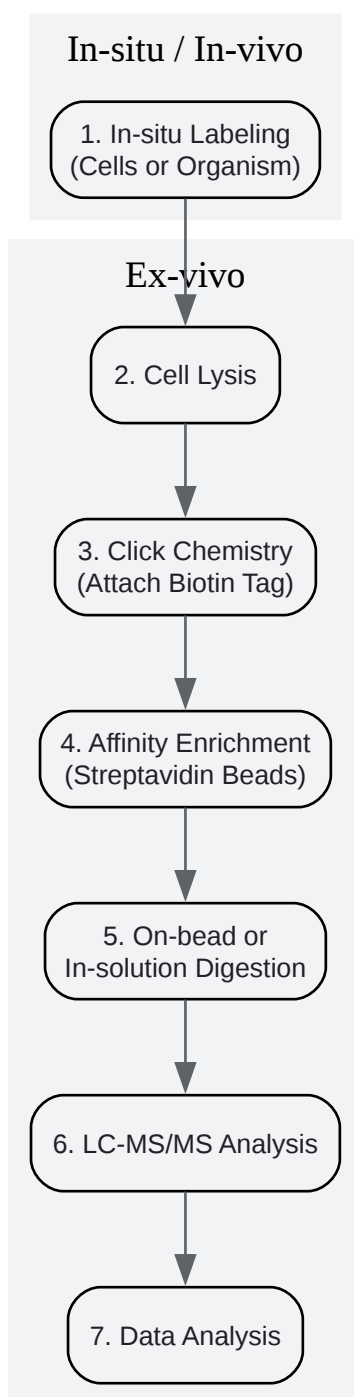 In-situ / In-vivo
1. In-situ Labeling
(Cells or Organism)
Ex-vivo
2. Cell Lysis
3. Click Chemistry
(Attach Biotin Tag)
4. Affinity Enrichment
(Streptavidin Beads)
5. On-bead or
In-solution Digestion
6. LC-MS/MS Analysis
7. Data Analysis